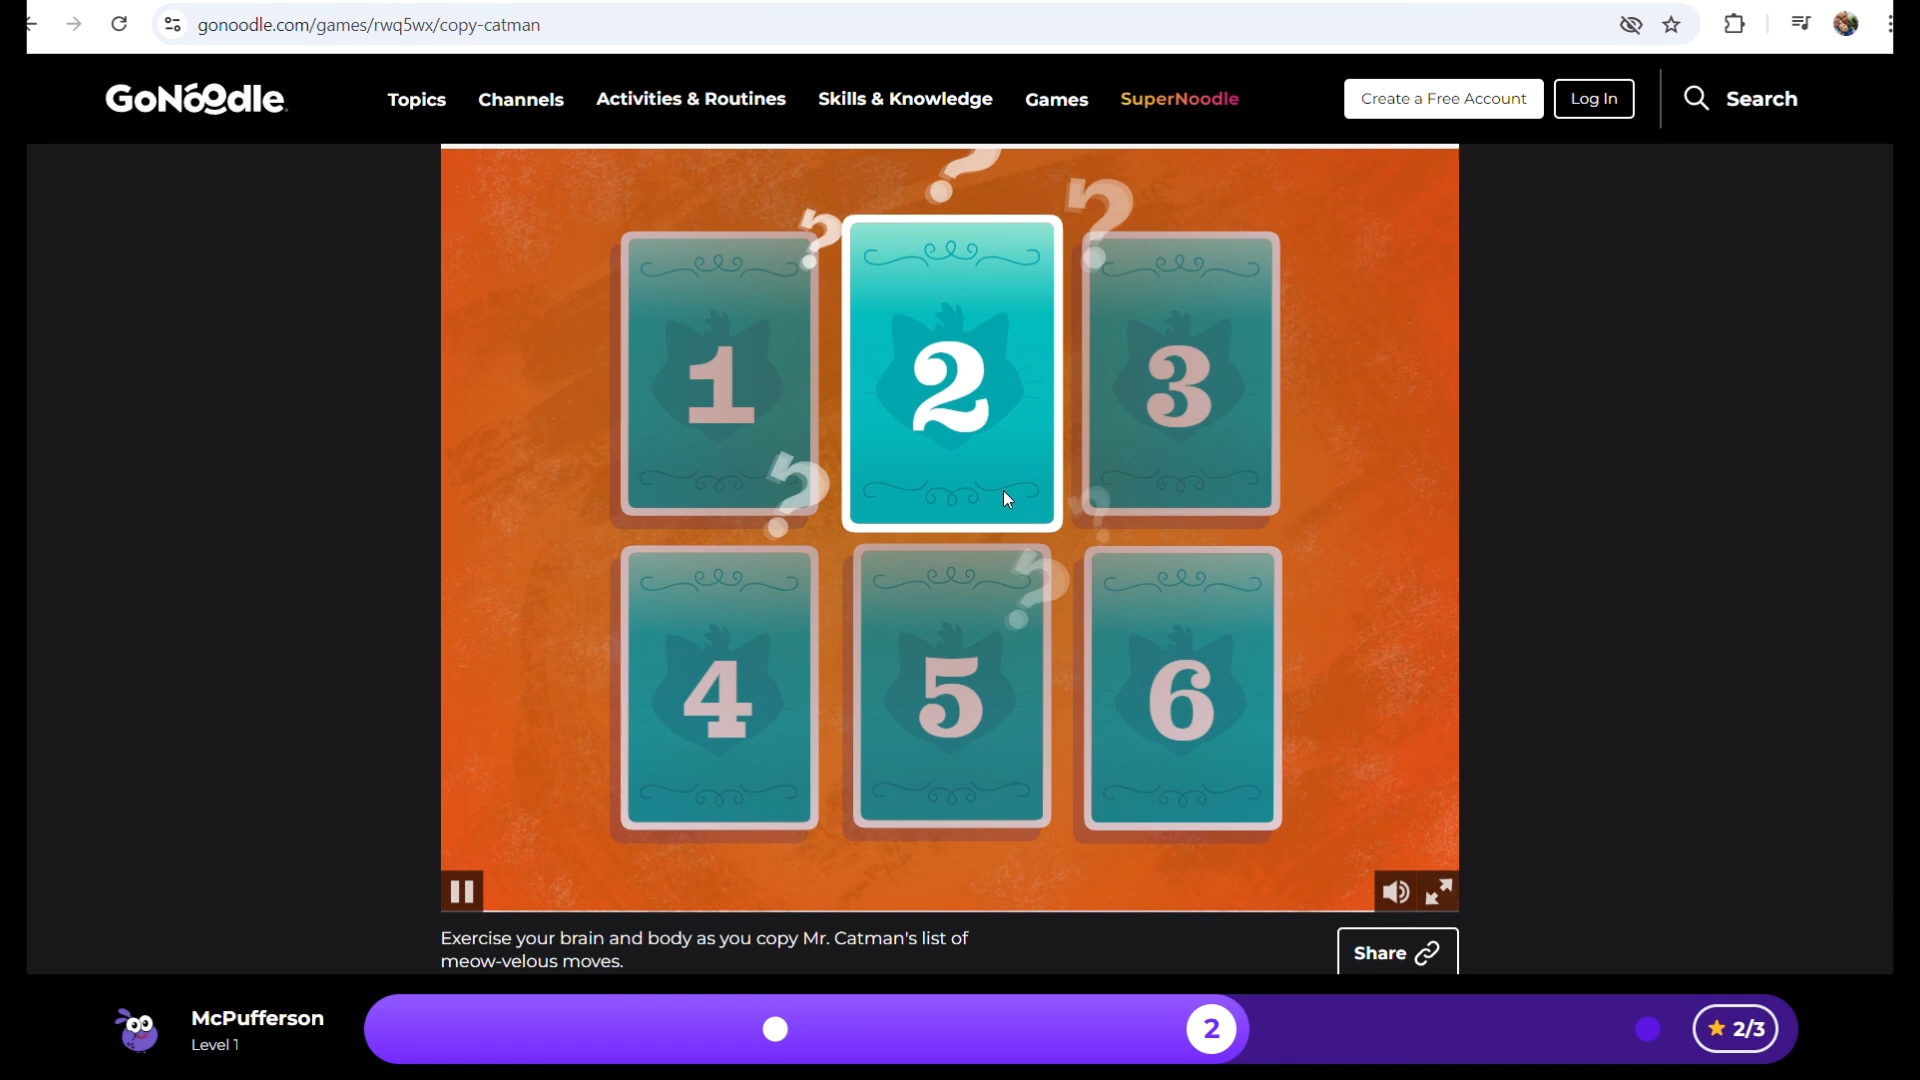 gonoodle.com/games/rwq5wx/copy-catman
GoNoodle Topics Channels Activities & Routines Skills & Knowledge Games SuperNoodle Create a Free Account Log In Search
? ? ?
1 2 3
? ? ?
4 5 6
Exercise your brain and body as you copy Mr. Catman's list of
meow-velous moves.
Share
McPufferson
Level 1
2
2/3